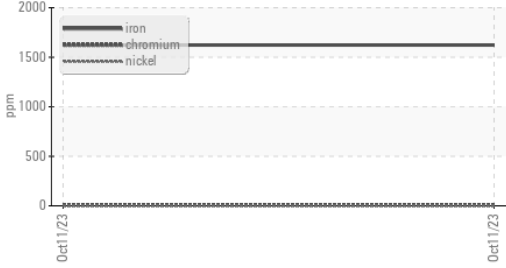 2000
iron
chromium
nickel
1500
ppm
1000
500
0
Oct11/23
Oct11/23